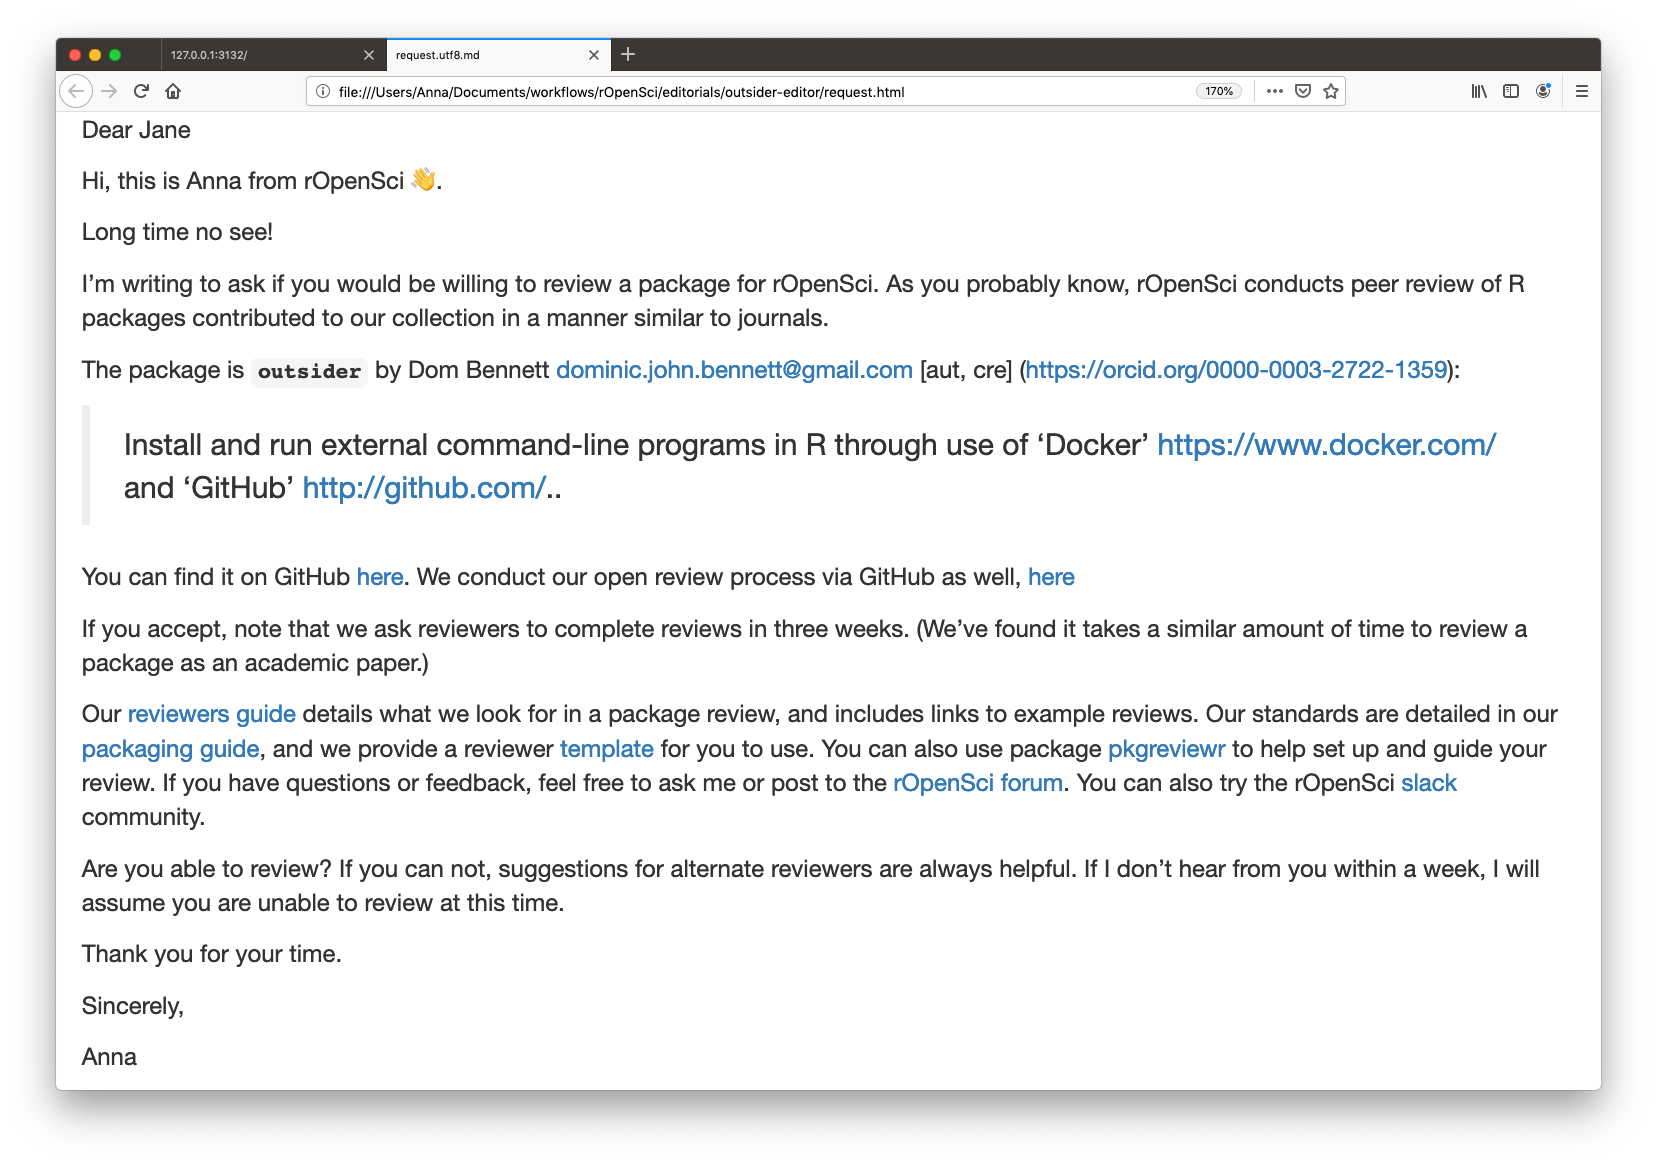 127.0.0.1:3132/
request.utf8.md
file:///Users/Anna/Documents/workflows/rOpenSci/editorials/outsider-editor/request.html
170%
Dear Jane
Hi, this is Anna from rOpenSci 👋.
Long time no see!
I’m writing to ask if you would be willing to review a package for rOpenSci. As you probably know, rOpenSci conducts peer review of R
packages contributed to our collection in a manner similar to journals.
The package is outsider by Dom Bennett dominic.john.bennett@gmail.com [aut, cre] (https://orcid.org/0000-0003-2722-1359):
Install and run external command-line programs in R through use of ‘Docker’ https://www.docker.com/
and ‘GitHub’ http://github.com/..
You can find it on GitHub here. We conduct our open review process via GitHub as well, here
If you accept, note that we ask reviewers to complete reviews in three weeks. (We’ve found it takes a similar amount of time to review a
package as an academic paper.)
Our reviewers guide details what we look for in a package review, and includes links to example reviews. Our standards are detailed in our
packaging guide, and we provide a reviewer template for you to use. You can also use package pkgreviewr to help set up and guide your
review. If you have questions or feedback, feel free to ask me or post to the rOpenSci forum. You can also try the rOpenSci slack
community.
Are you able to review? If you can not, suggestions for alternate reviewers are always helpful. If I don’t hear from you within a week, I will
assume you are unable to review at this time.
Thank you for your time.
Sincerely,
Anna